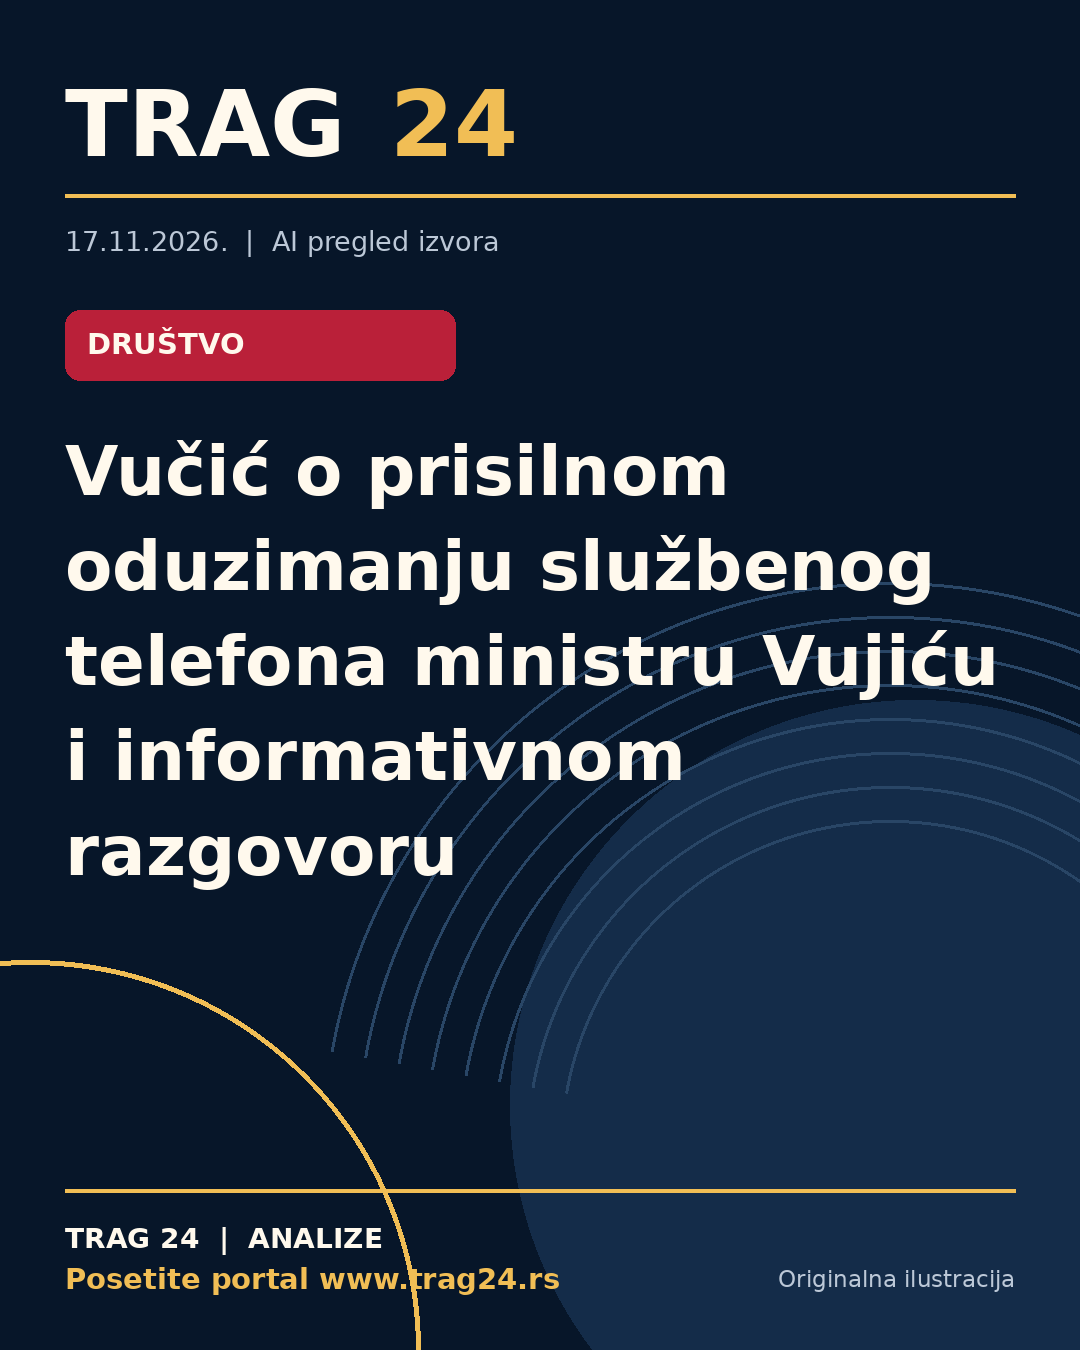 TRAG 24
17.11.2026. | AI pregled izvora
DRUŠTVO
Vučić o prisilnom
oduzimanju službenog
telefona ministru Vujiću
i informativnom
razgovoru
TRAG 24 | ANALIZE
Posetite portal www.trag24.rs
Originalna ilustracija